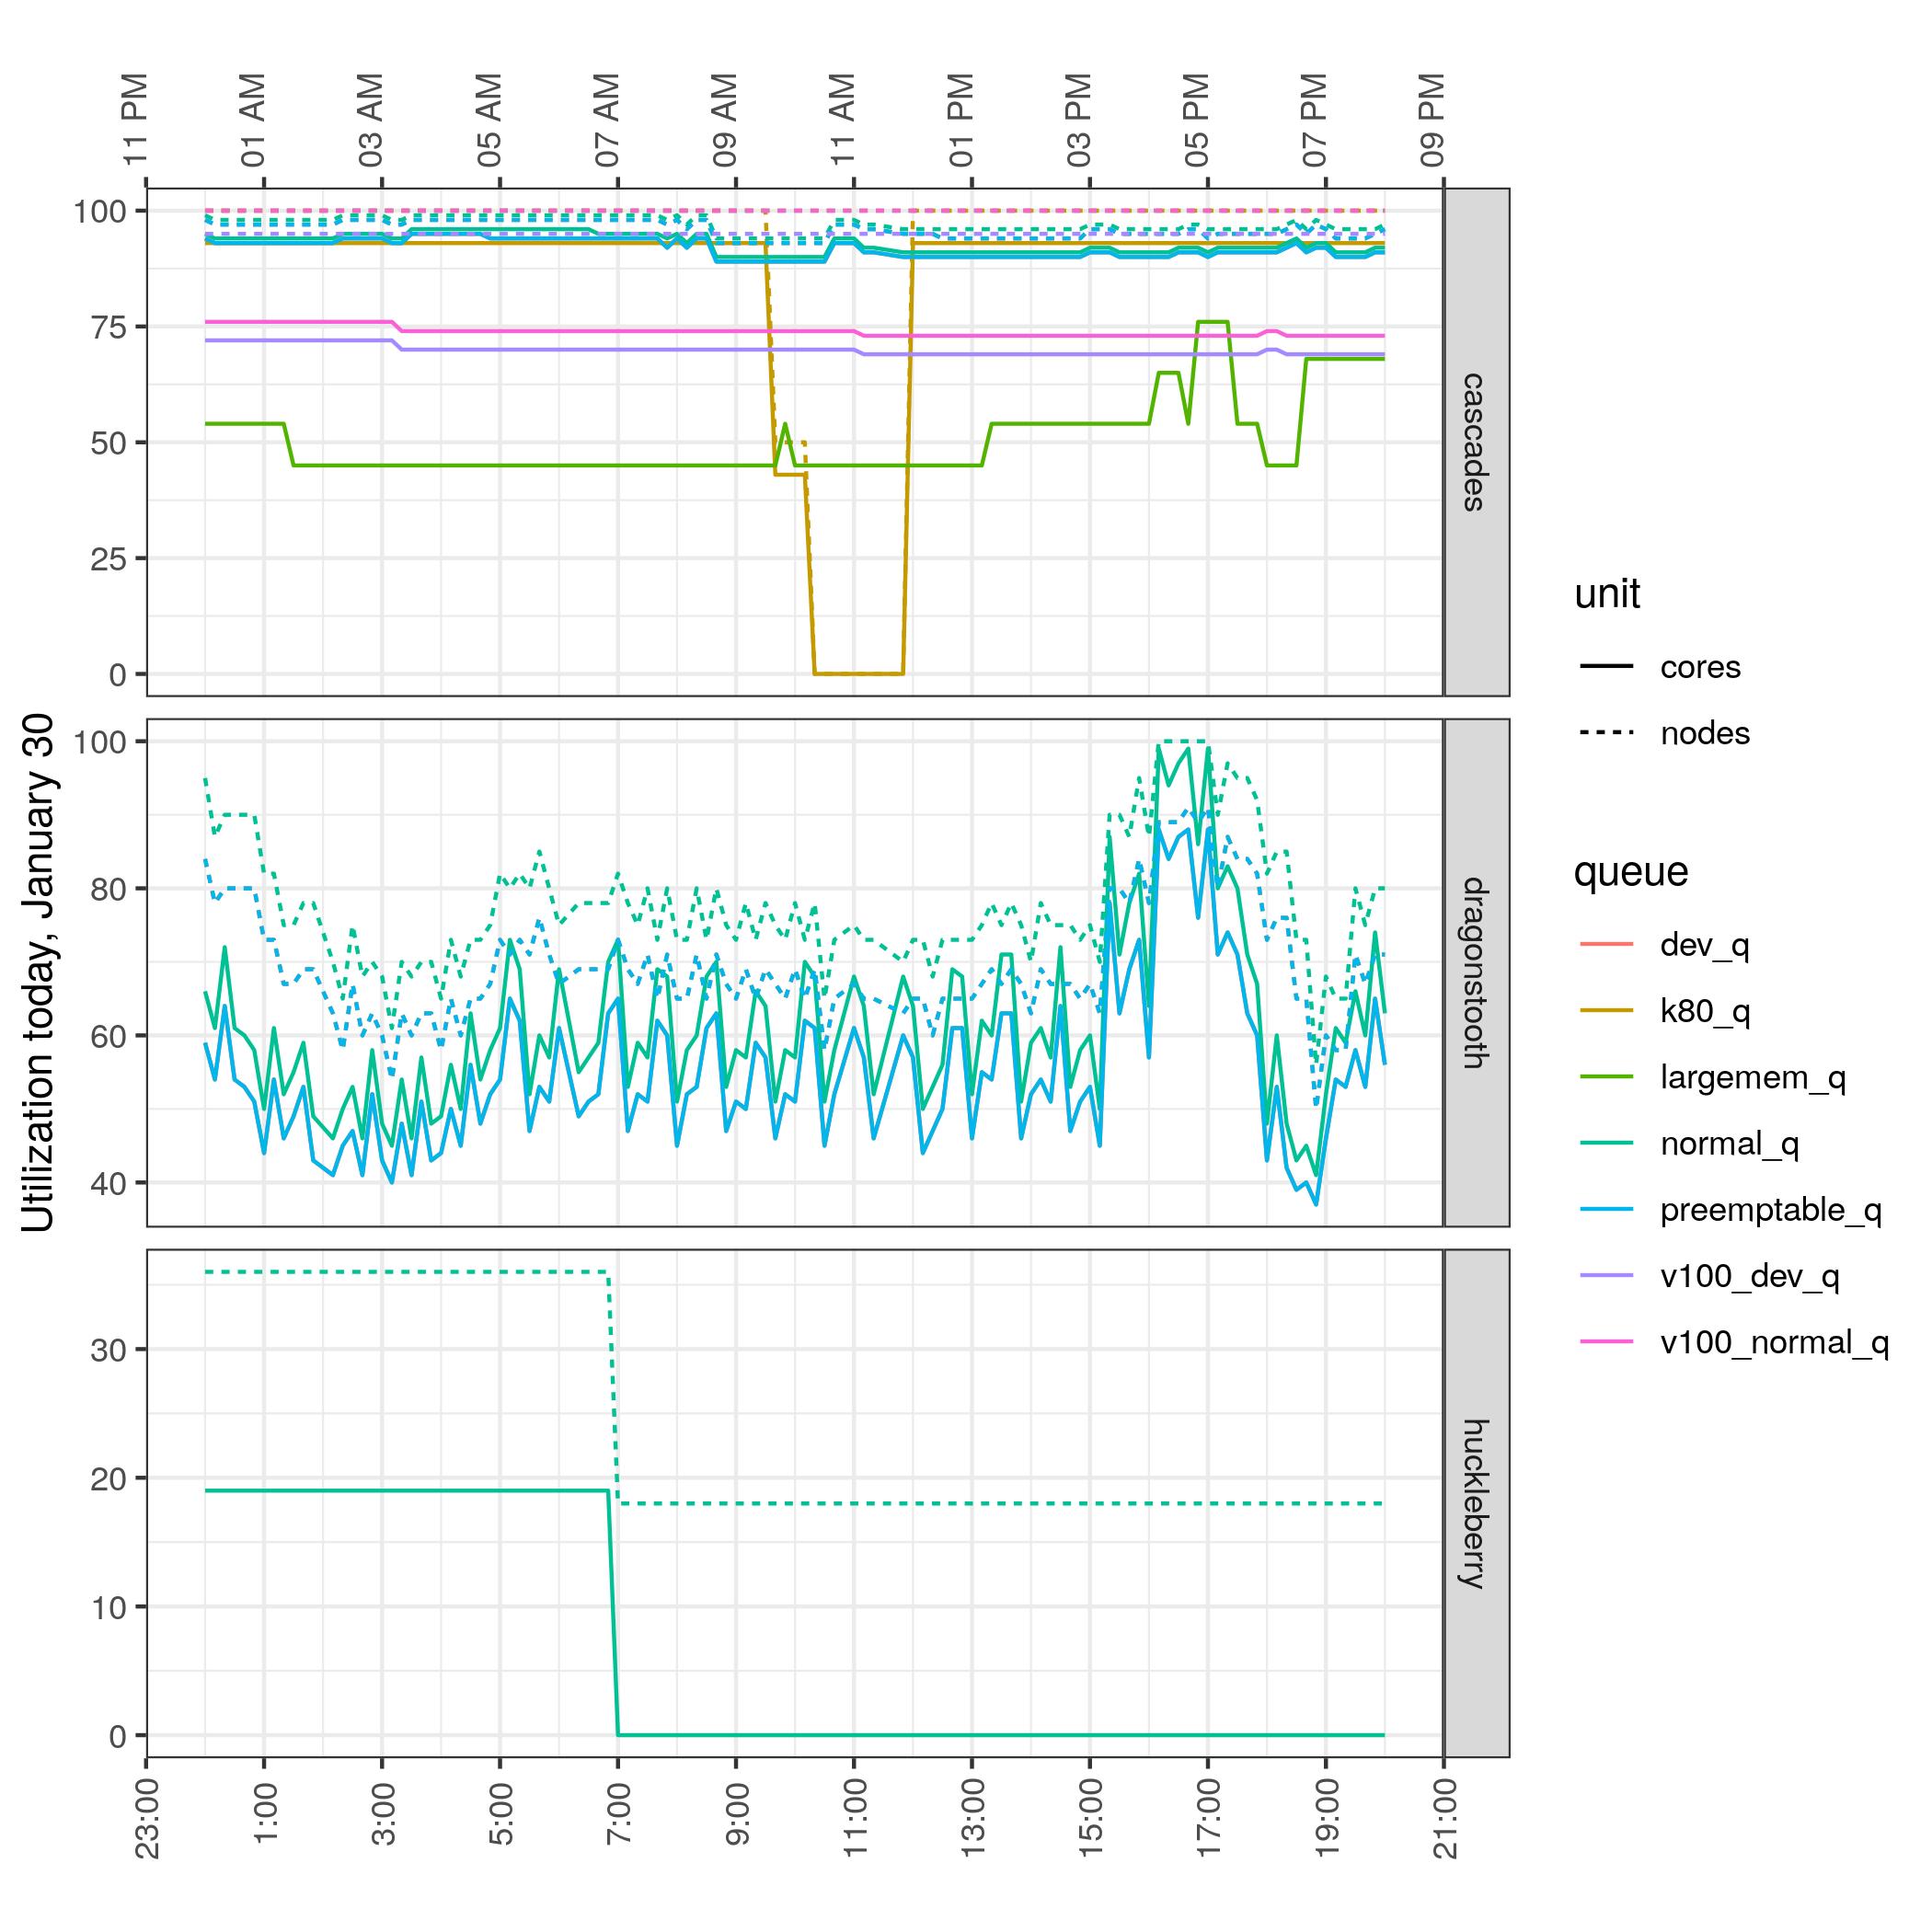 11 PM
01 AM
03 AM
05 AM
07 AM
09 AM
11 AM
01 PM
03 PM
05 PM
07 PM
09 PM
Utilization today, January 30
100
75
50
25
0
cascades
100
80
60
40
dragonstooth
30
20
10
0
huckleberry
23:00
1:00
3:00
5:00
7:00
9:00
11:00
13:00
15:00
17:00
19:00
21:00
unit
cores
nodes
queue
dev_q
k80_q
largemem_q
normal_q
preemptable_q
v100_dev_q
v100_normal_q